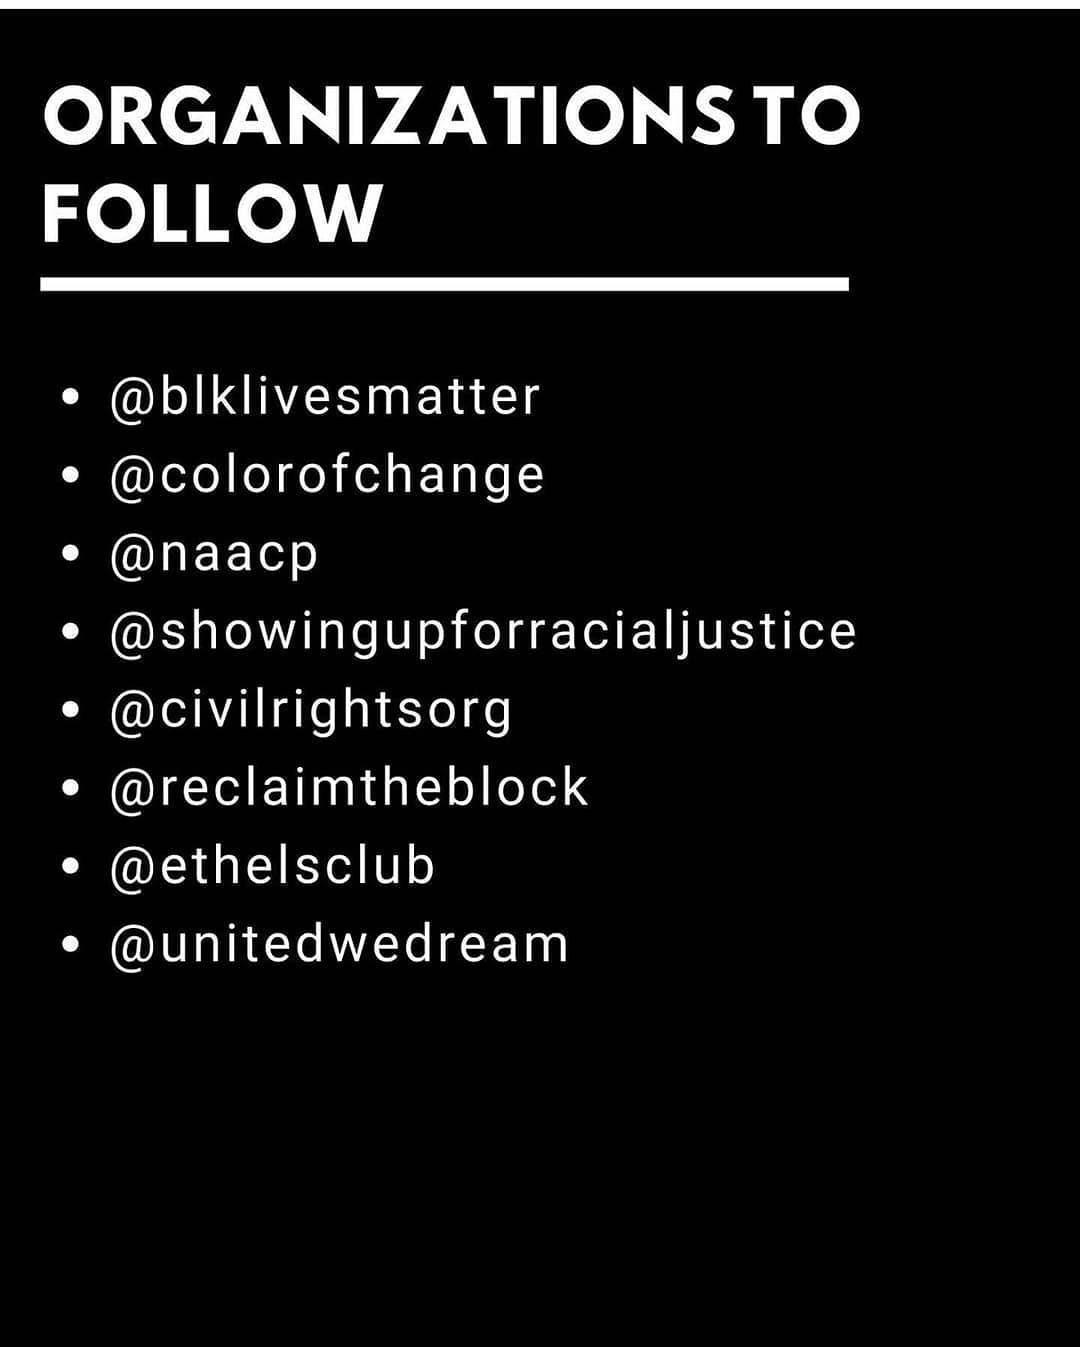 ORGANIZATIONS TO
FOLLOW
• @blklivesmatter
• @colorofchange
• @naacp
• @showingupforracialjustice
• @civilrightsorg
• @reclaimtheblock
• @ethelsclub
• @unitedwedream